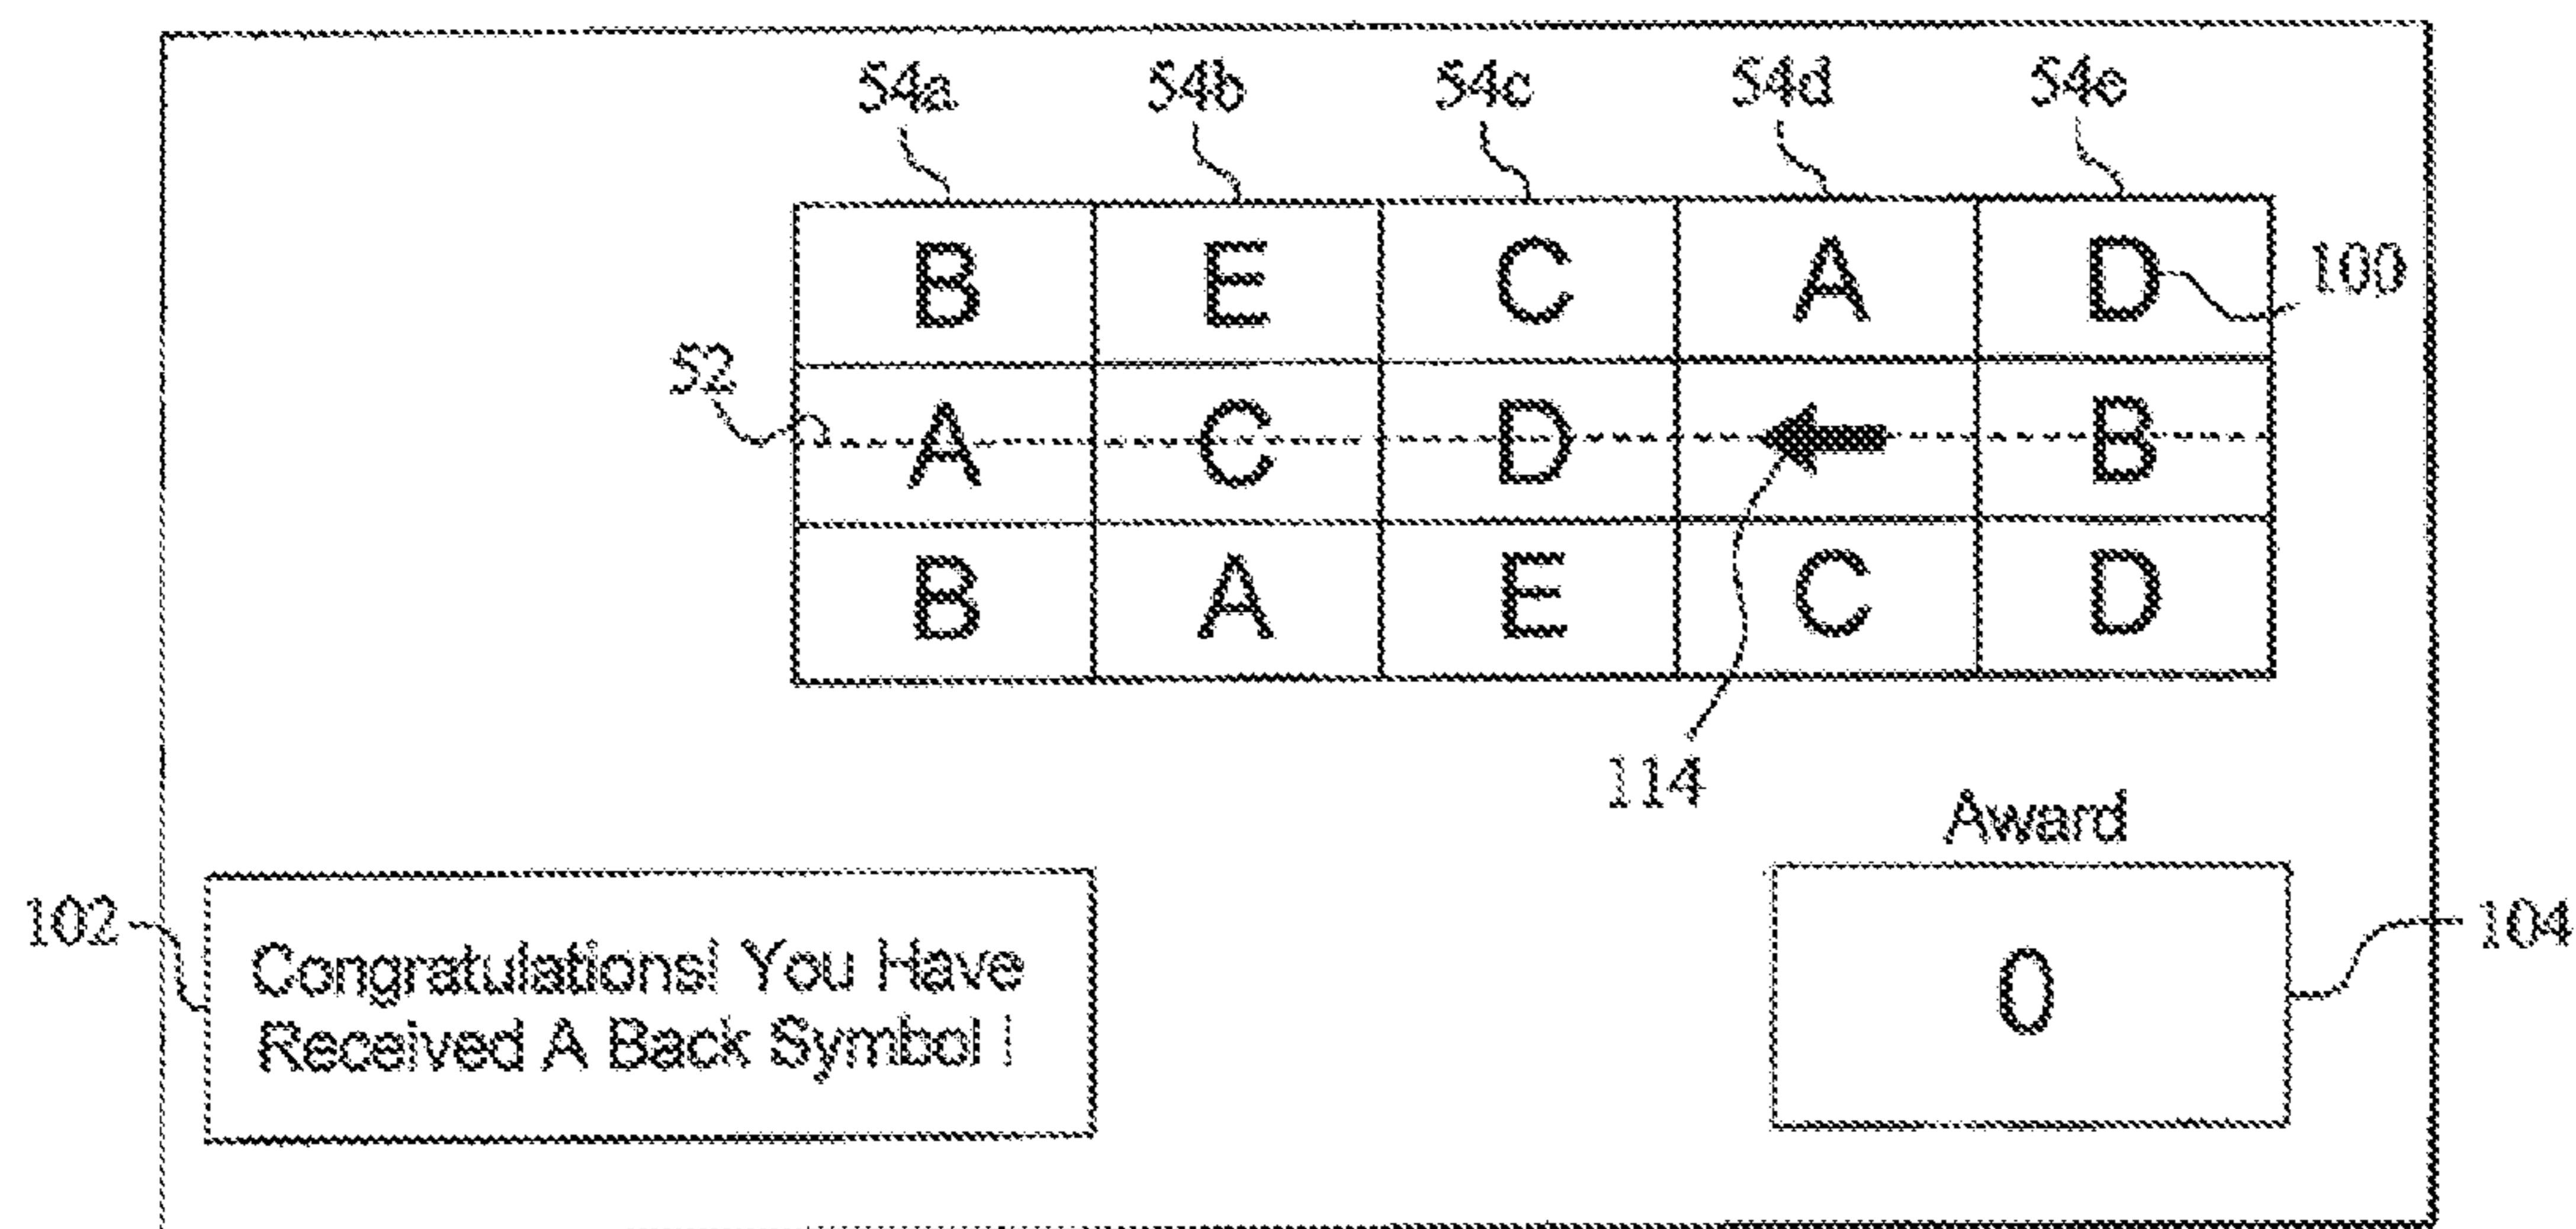 54a 54b 54c 54d 54e
B E C A D 100
52
A C D B
B A E C D
114
Award
102
Congratulations! You Have
Received A Back Symbol !
0
104